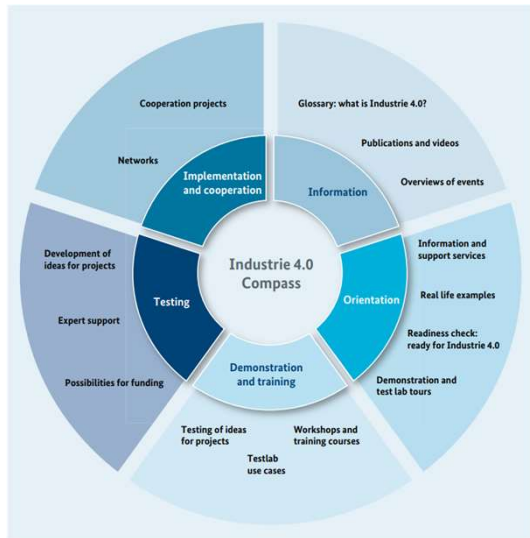 Cooperation projects
Networks
Implementation
and cooperation
Glossary: what is Industrie 4.0?
Publications and videos
Overviews of events
Information
Information and
support services
Real life examples
Readiness check:
ready for Industrie 4.0
Demonstration and
test lab tours
Orientation
Industrie 4.0
Compass
Testing
Development of
ideas for projects
Expert support
Possibilities for funding
Demonstration
and training
Testing of ideas
for projects
Testlab
use cases
Workshops and
training courses